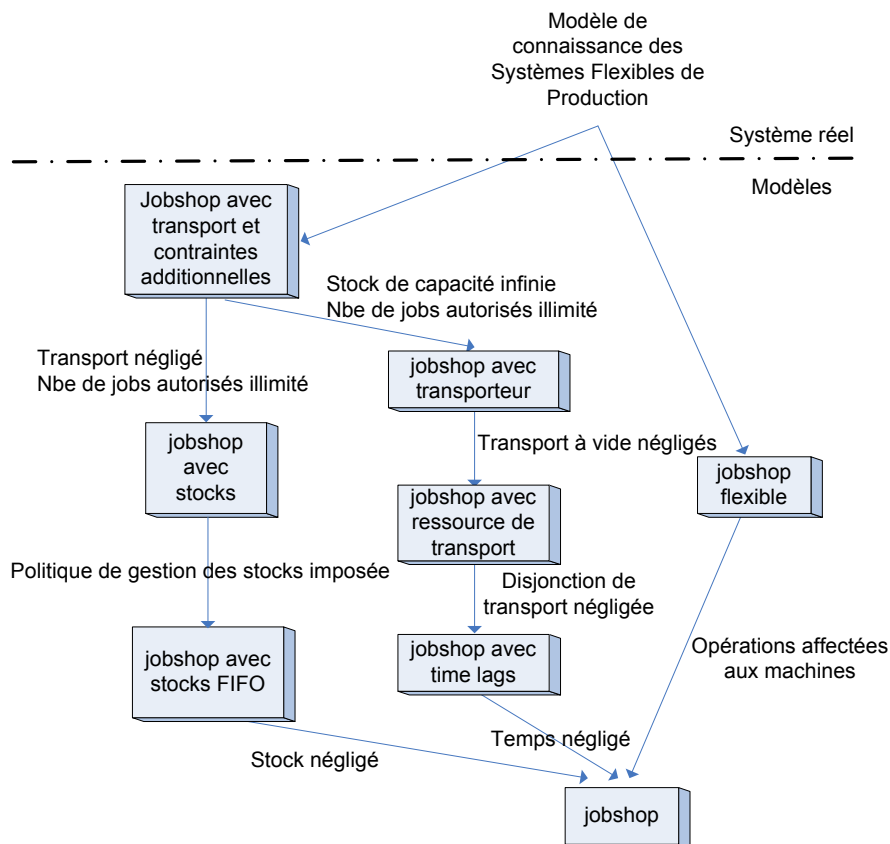 Modèle de
connaissance des
Systèmes Flexibles de
Production
Système réel
Modèles
Jobshop avec
transport et
contraintes
additionnelles
Stock de capacité infinie
Nbe de jobs autorisés illimité
Transport négligé
Nbe de jobs autorisés illimité
jobshop avec
transporteur
jobshop
avec
stocks
Transport à vide négligés
jobshop
flexible
jobshop avec
ressource de
transport
Politique de gestion des stocks imposée
Disjonction de
transport négligée
jobshop avec
stocks FIFO
jobshop avec
time lags
Opérations affectées
aux machines
Stock négligé
Temps négligé
jobshop